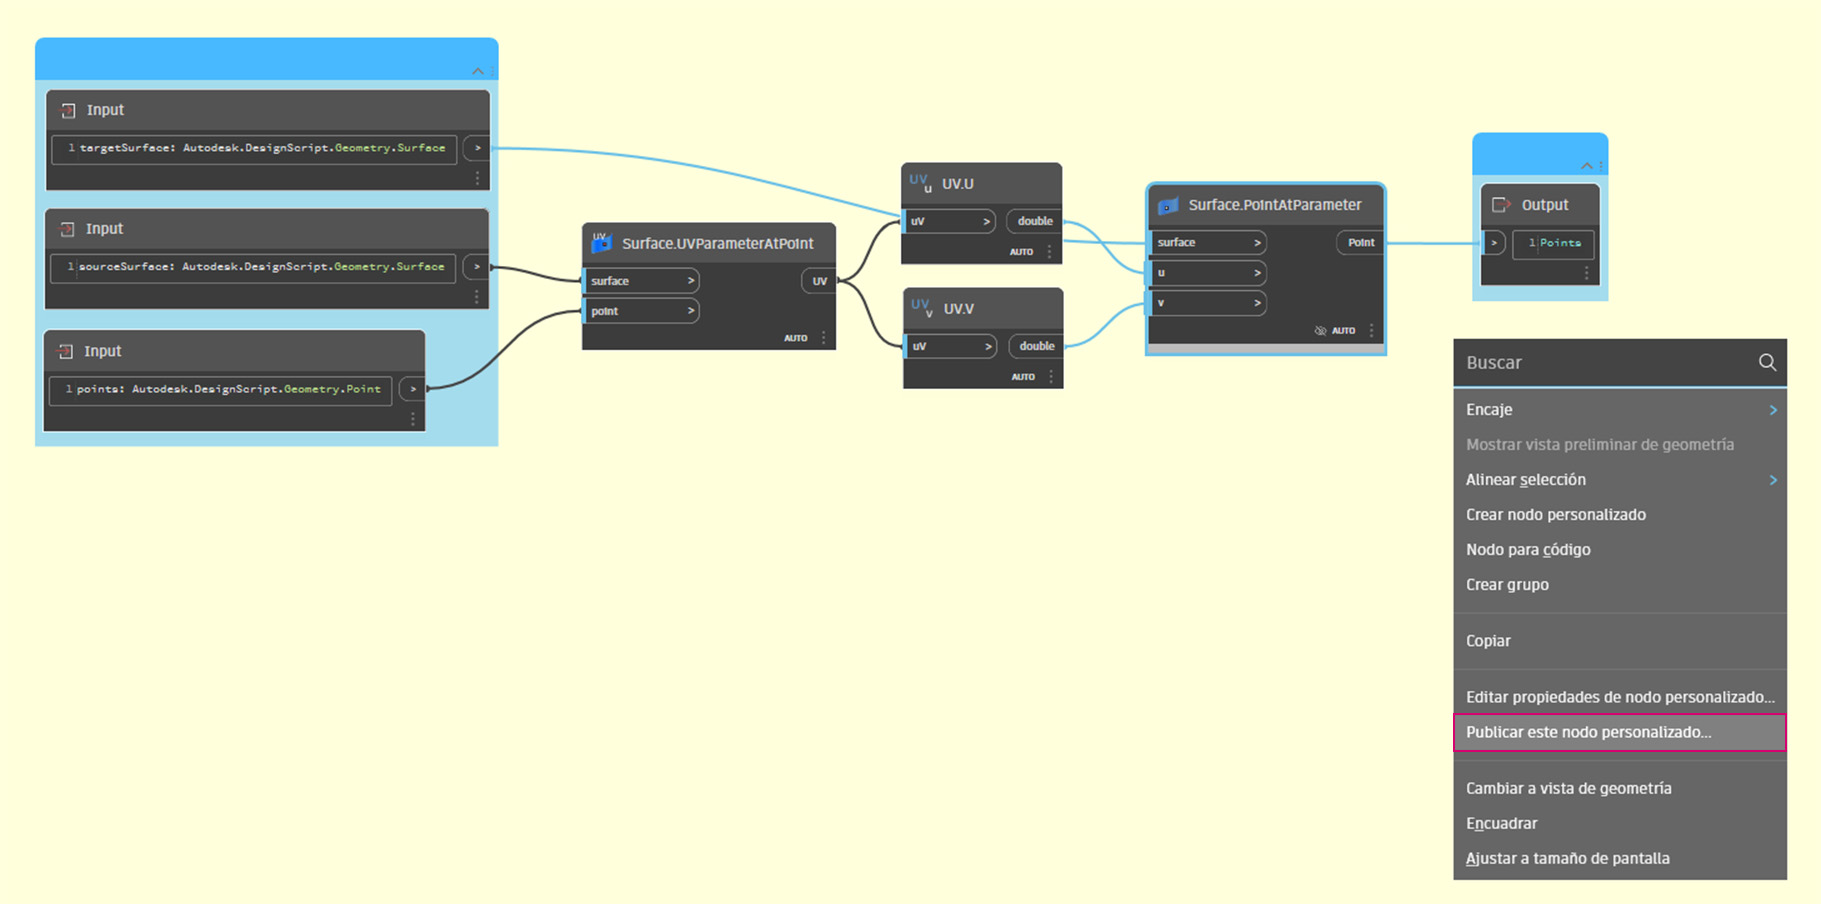 Input
1 targetSurface: Autodesk.DesignScript.Geometry.Surface >
Input
1 sourceSurface: Autodesk.DesignScript.Geometry.Surface >
Input
1 points: Autodesk.DesignScript.Geometry.Point >
UV Surface.UVParameterAtPoint
surface > UV
point >
AUTO
UVu UV.U
uV > double
AUTO
UVv UV.V
uV > double
AUTO
Surface.PointAtParameter
surface > Point
u >
v >
AUTO
Output
> 1 Points
Buscar
Encaje >
Mostrar vista preliminar de geometría
Alinear selección >
Crear nodo personalizado
Nodo para código
Crear grupo
Copiar
Editar propiedades de nodo personalizado...
Publicar este nodo personalizado...
Cambiar a vista de geometría
Encuadrar
Ajustar a tamaño de pantalla